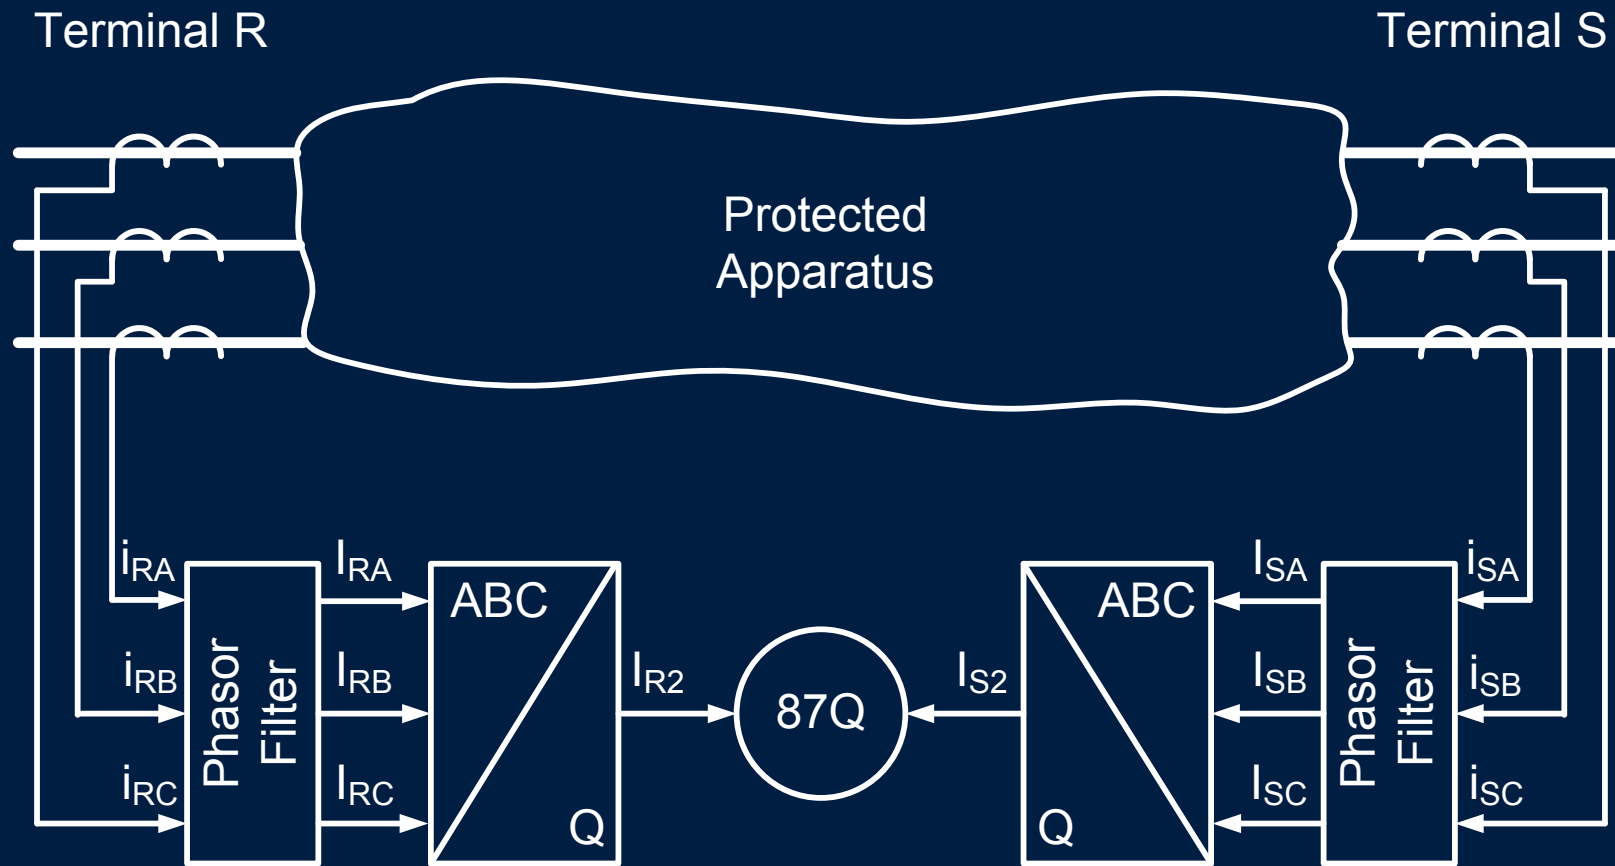 Terminal R
Terminal S
Protected
Apparatus
iRA
IRA
ABC
ABC
ISA
iSA
iRB
Phasor
Filter
IRB
IR2
87Q
IS2
ISB
Phasor
Filter
iSB
iRC
IRC
Q
Q
ISC
iSC